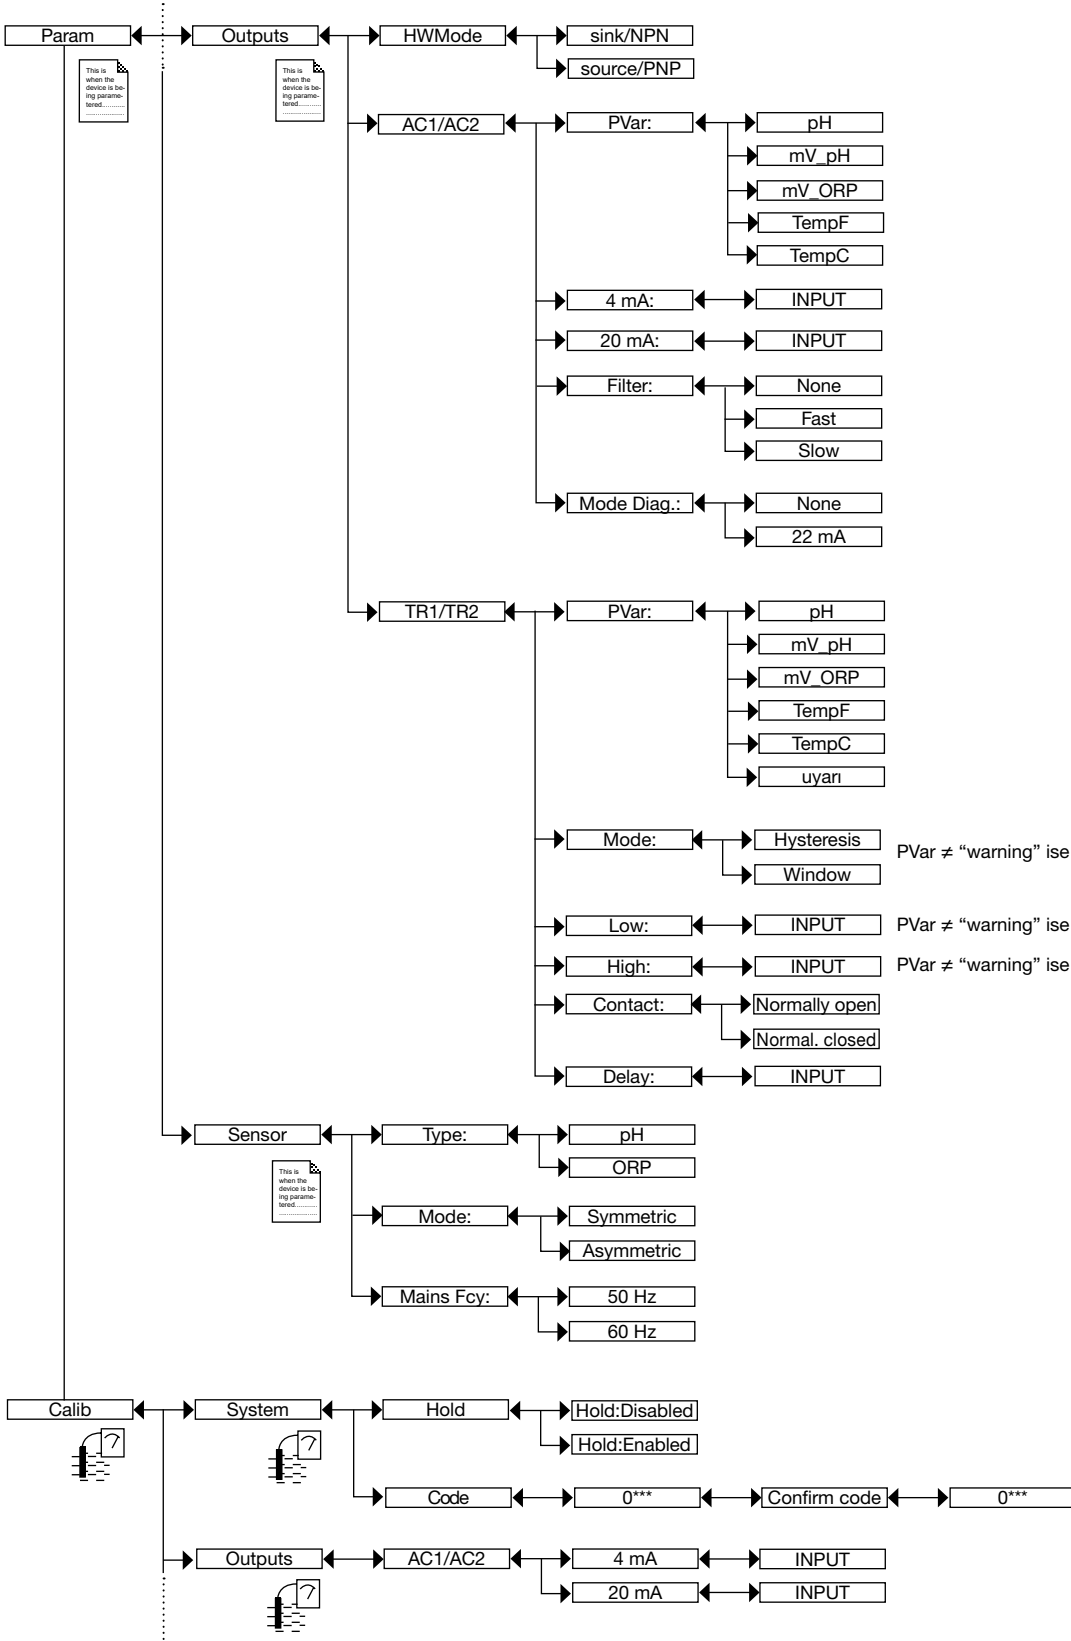 Param
Outputs
HWMode
sink/NPN
source/PNP
This is
when the
device is be-
ing parame-
tered............
.....................
This is
when the
device is be-
ing parame-
tered............
.....................
AC1/AC2
PVar:
pH
mV_pH
mV_ORP
TempF
TempC
4 mA:
INPUT
20 mA:
INPUT
Filter:
None
Fast
Slow
Mode Diag.:
None
22 mA
TR1/TR2
PVar:
pH
mV_pH
mV_ORP
TempF
TempC
uyarı
Mode:
Hysteresis
Window
PVar ≠ “warning” ise
Low:
INPUT
PVar ≠ “warning” ise
High:
INPUT
PVar ≠ “warning” ise
Contact:
Normally open
Normal. closed
Delay:
INPUT
Sensor
Type:
pH
ORP
This is
when the
device is be-
ing parame-
tered............
.....................
Mode:
Symmetric
Asymmetric
Mains Fcy:
50 Hz
60 Hz
Calib
System
Hold
Hold:Disabled
Hold:Enabled
Code
0***
Confirm code
0***
Outputs
AC1/AC2
4 mA
INPUT
20 mA
INPUT